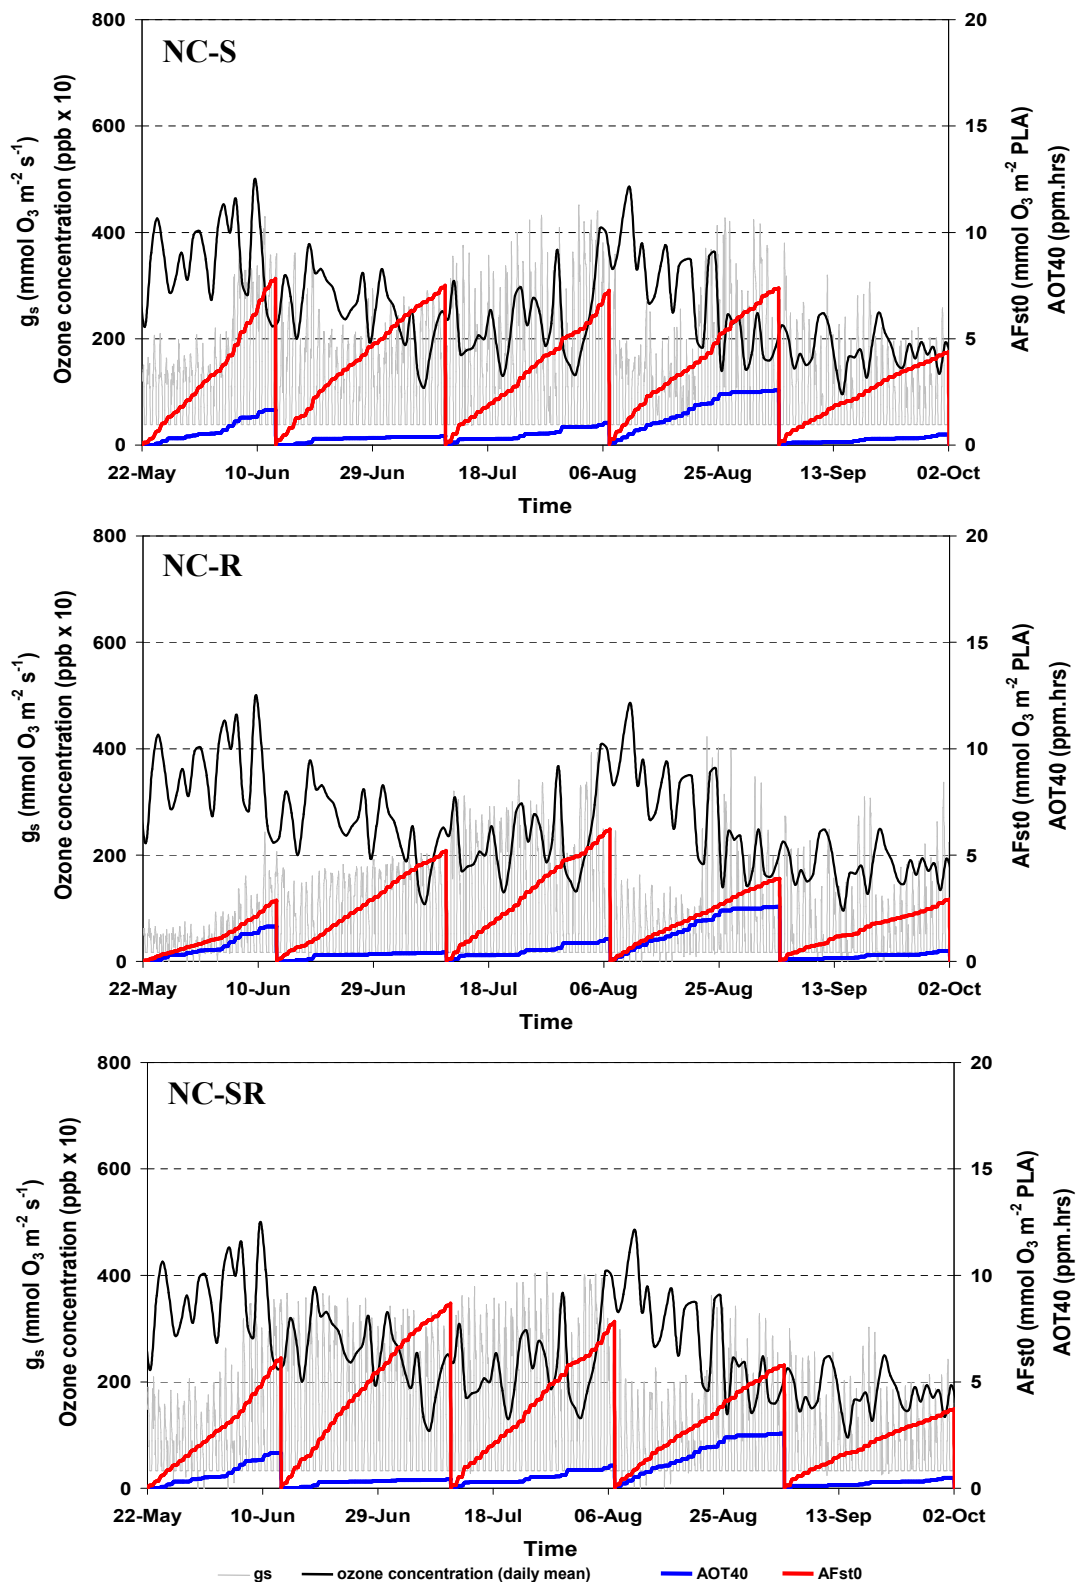 NC-S
800
600
400
200
0
20
15
10
5
0
gs (mmol O3 m-2 s-1)
Ozone concentration (ppb x 10)
AFst0 (mmol O3 m-2 PLA)
AOT40 (ppm.hrs)
22-May 10-Jun 29-Jun 18-Jul 06-Aug 25-Aug 13-Sep 02-Oct
Time
NC-R
800
600
400
200
0
20
15
10
5
0
gs (mmol O3 m-2 s-1)
Ozone concentration (ppb x 10)
AFst0 (mmol O3 m-2 PLA)
AOT40 (ppm.hrs)
22-May 10-Jun 29-Jun 18-Jul 06-Aug 25-Aug 13-Sep 02-Oct
Time
NC-SR
800
600
400
200
0
20
15
10
5
0
gs (mmol O3 m-2 s-1)
Ozone concentration (ppb x 10)
AFst0 (mmol O3 m-2 PLA)
AOT40 (ppm.hrs)
22-May 10-Jun 29-Jun 18-Jul 06-Aug 25-Aug 13-Sep 02-Oct
Time
gs ozone concentration (daily mean) AOT40 AFst0